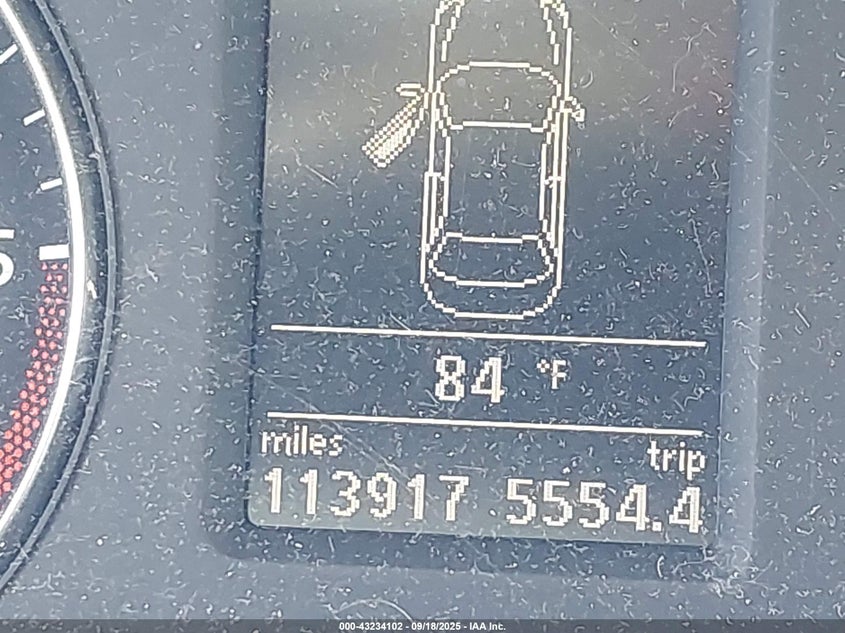 84 °F
miles trip
113917 5554.4
000-43234102 - 09/18/2025 - IAA Inc.